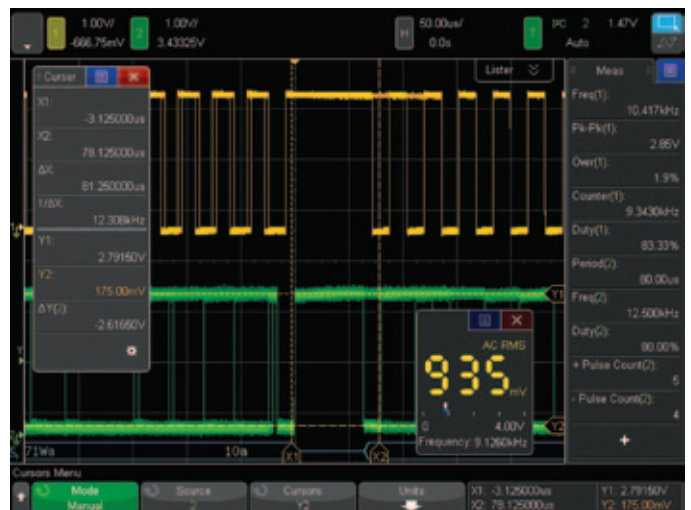 1 1.00V/ 2 1.00V/ H 50.00us/ T I²C 2 1.47V
-666.75mV 3.43325V 0.0s Auto
Cursor
X1:
-3.125000us
X2:
78.125000us
ΔX:
81.250000us
1/ΔX:
12.308kHz
Y1:
2.79150V
Y2:
175.00mV
ΔY(2):
-2.61650V
Lister
Meas
Freq(1):
10.417kHz
Pk-Pk(1):
2.85V
Over(1):
1.9%
Counter(1):
9.3430kHz
Duty(1):
83.33%
Period(2):
80.00us
Freq(2):
12.500kHz
Duty(2):
80.00%
+ Pulse Count(2):
5
- Pulse Count(2):
4
Y1
AC RMS
935 mV
0 4.00V
Frequency: 9.1260kHz
Y2
71Wa 10a X1 X2
Cursors Menu
Mode Source Cursors Units X1: -3.125000us Y1: 2.79150V
Manual 2 Y2 X2: 78.125000us Y2: 175.00mV